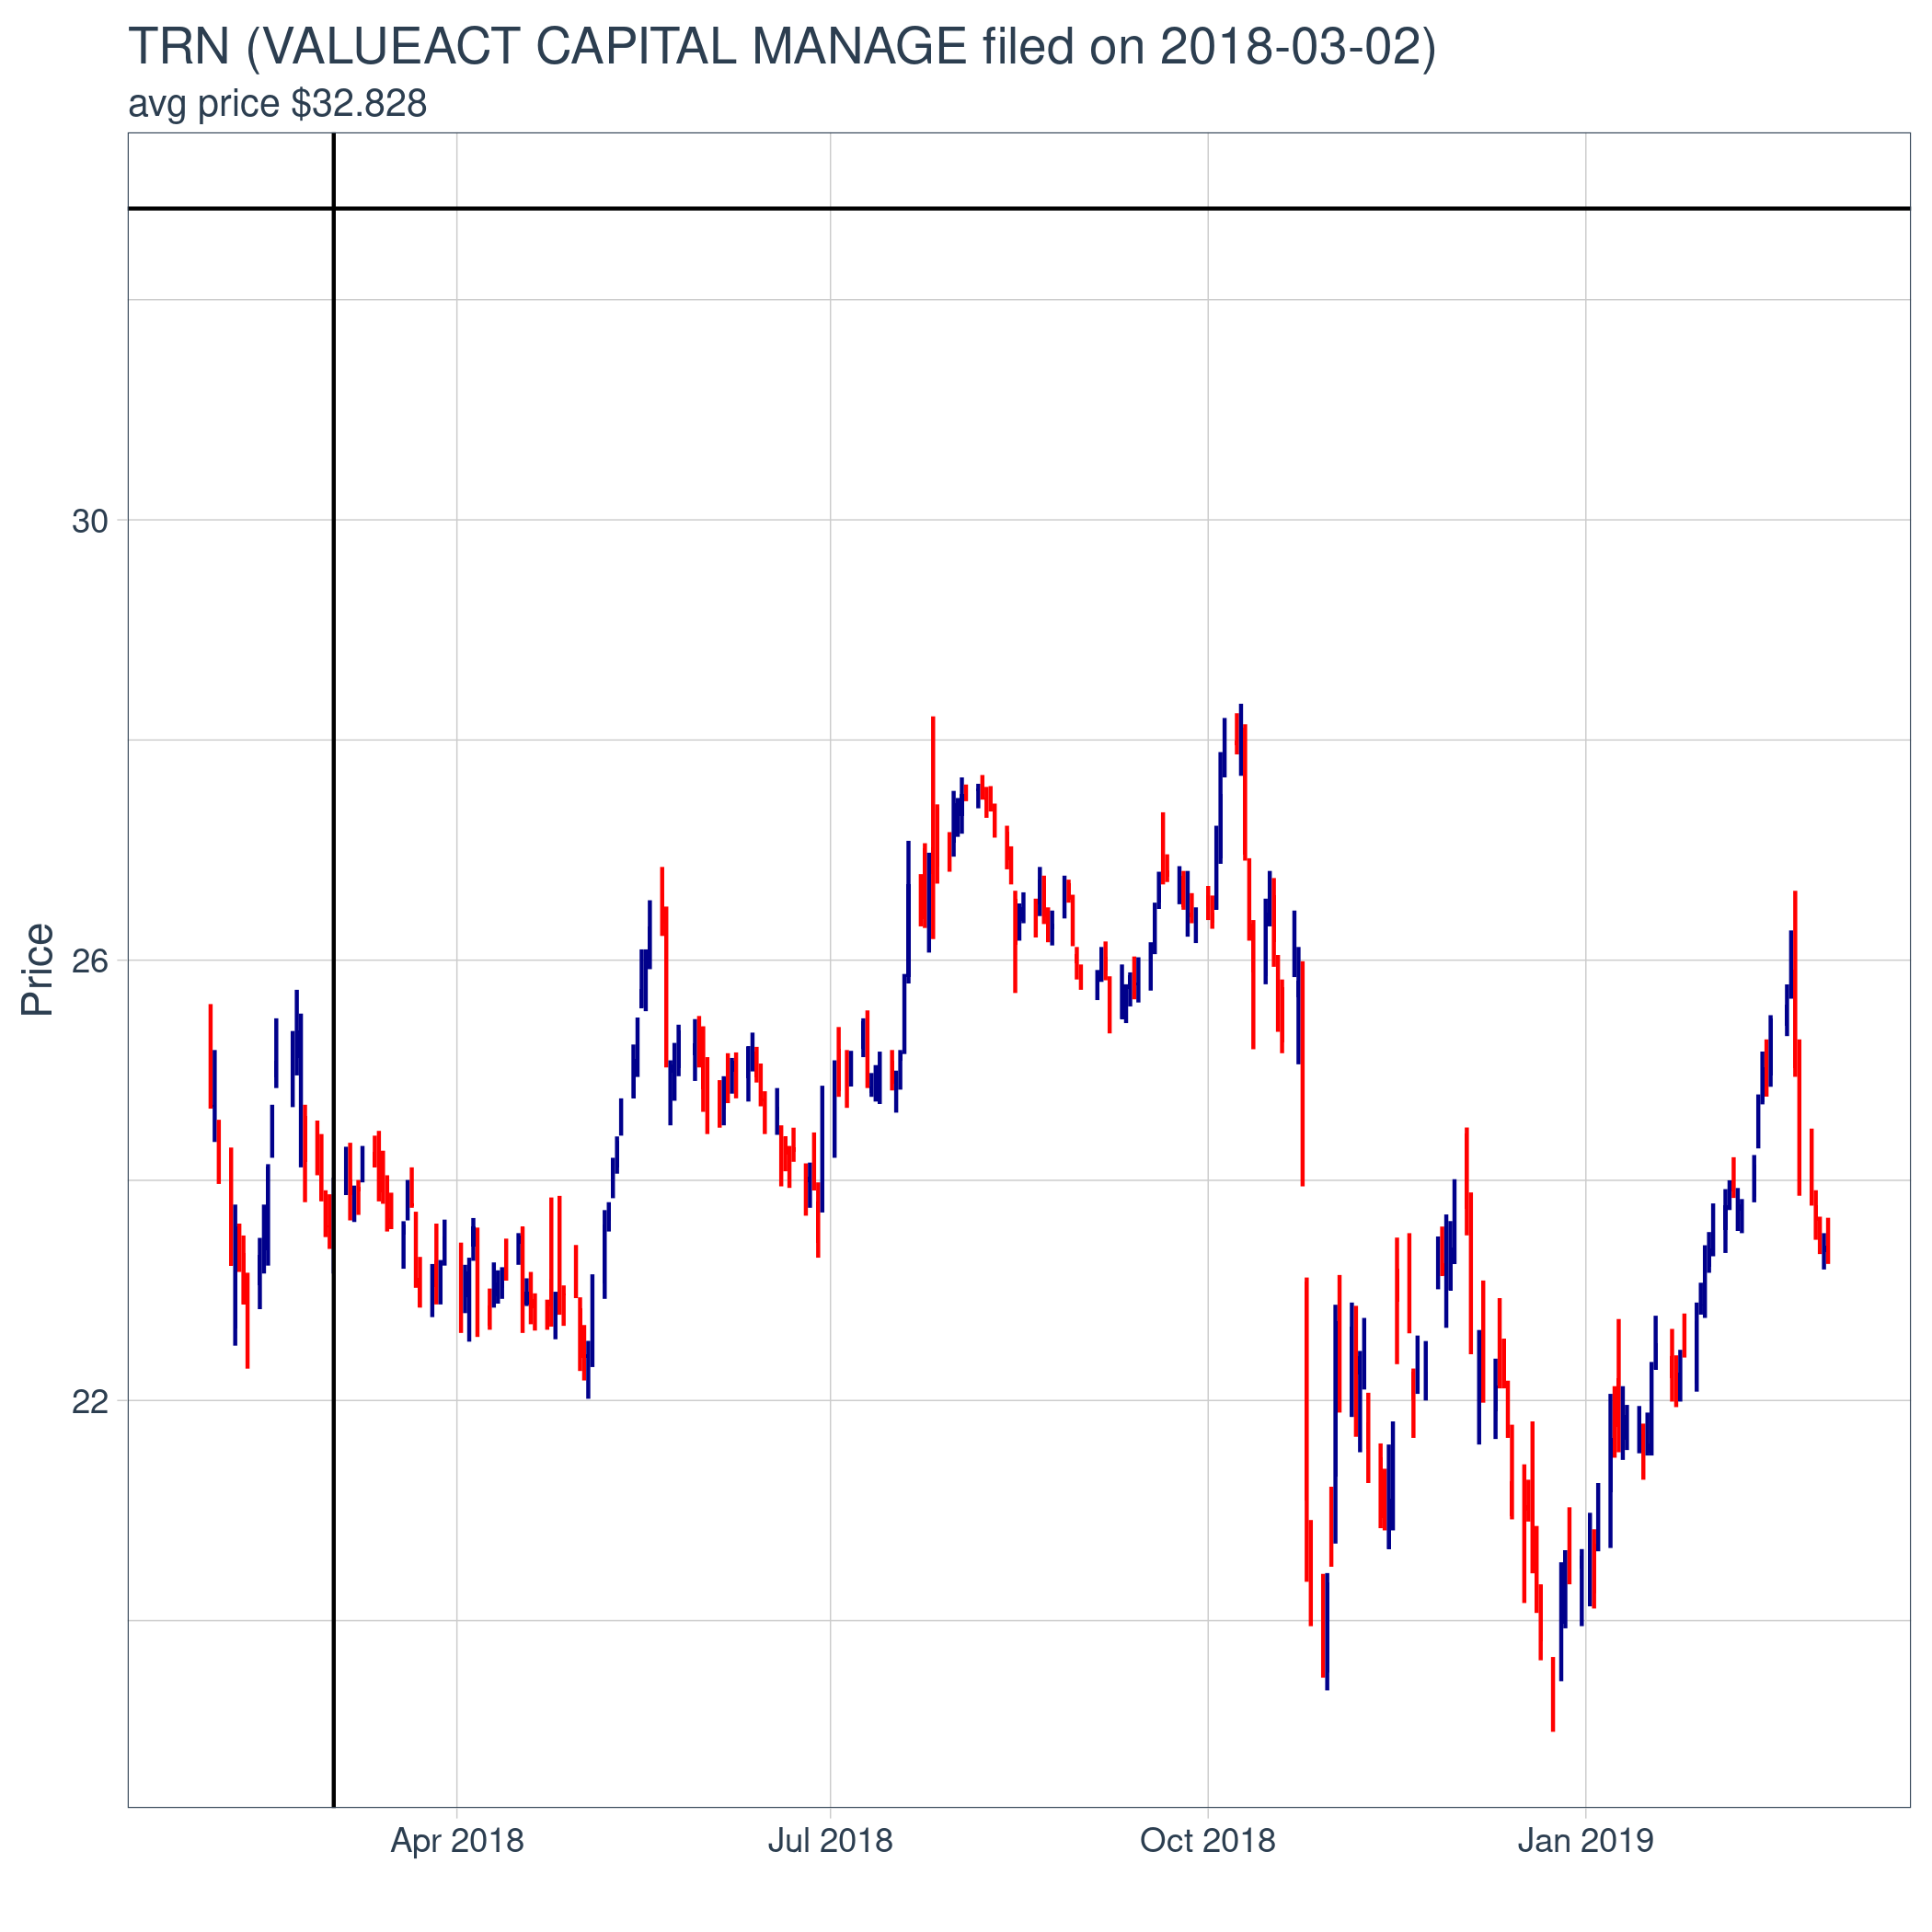 TRN (VALUEACT CAPITAL MANAGE filed on 2018-03-02)
avg price $32.828
30
26
22
Price
Apr 2018
Jul 2018
Oct 2018
Jan 2019